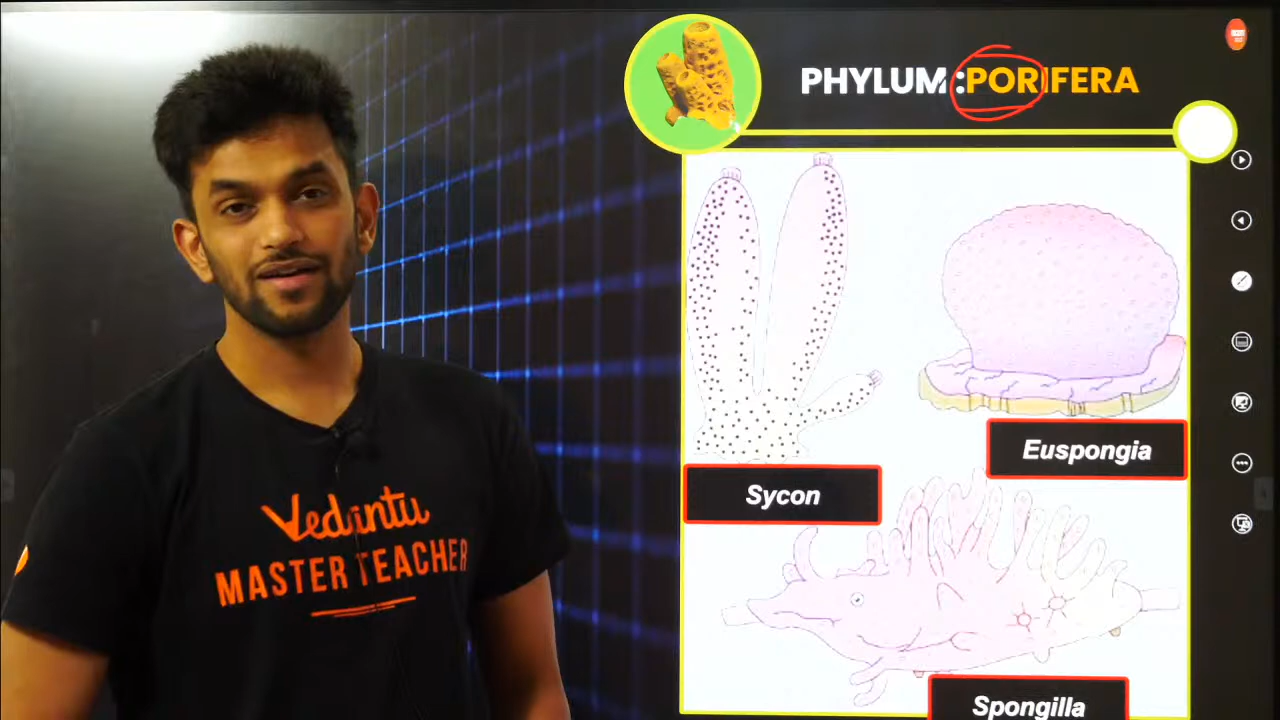 PHYLUM :PORIFERA
Sycon
Euspongia
Spongilla
Vedantu
MASTER TEACHER